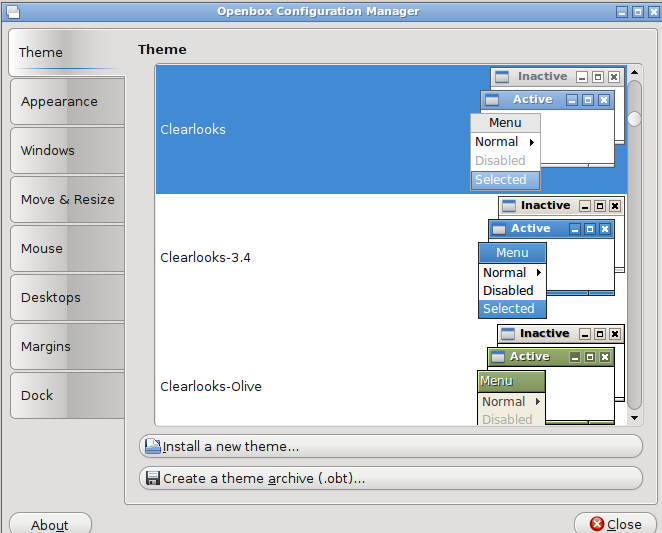 Openbox Configuration Manager
Theme
Appearance
Windows
Move & Resize
Mouse
Desktops
Margins
Dock
Theme
Clearlooks
Inactive
Active
Menu
Normal
Disabled
Selected
Clearlooks-3.4
Inactive
Active
Menu
Normal
Disabled
Selected
Clearlooks-Olive
Inactive
Active
Menu
Normal
Disabled
Install a new theme...
Create a theme archive (.obt)...
About
Close